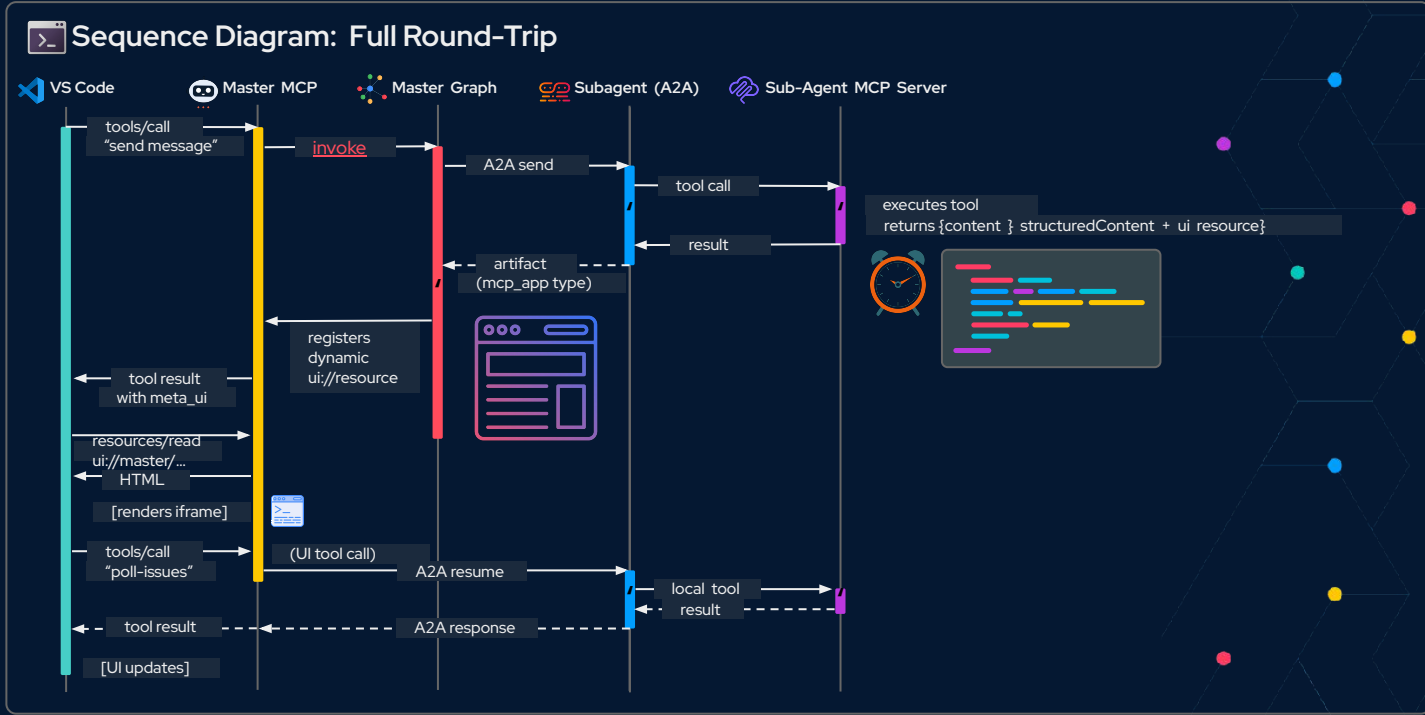 Sequence Diagram: Full Round-Trip
VS Code
Master MCP
Master Graph
Subagent (A2A)
Sub-Agent MCP Server
tools/call
“send message”
invoke
A2A send
tool call
executes tool
returns {content } structuredContent + ui resource}
result
artifact
(mcp_app type)
registers
dynamic
ui://resource
tool result
with meta_ui
resources/read
ui://master/...
HTML
[renders iframe]
tools/call
“poll-issues”
(UI tool call)
A2A resume
local tool
result
tool result
A2A response
[UI updates]